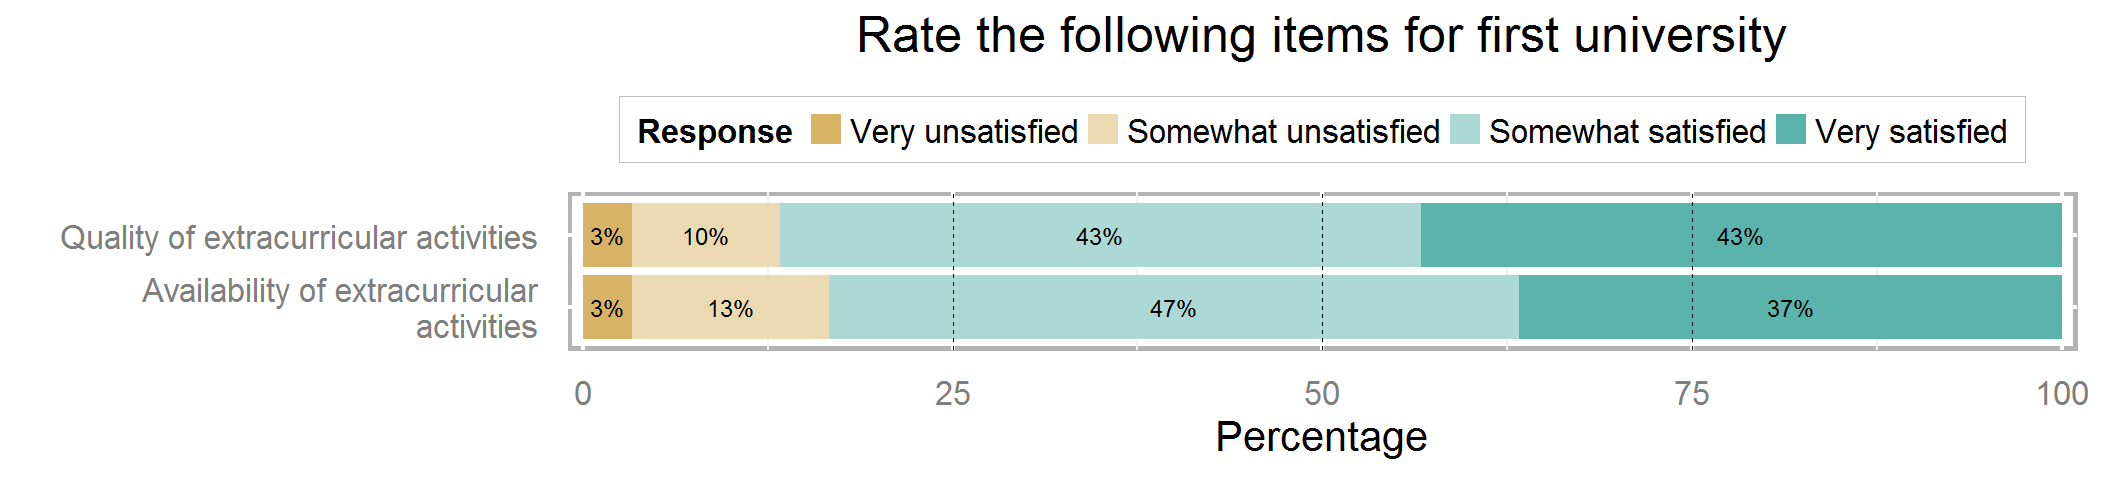 Rate the following items for first university
Response Very unsatisfied Somewhat unsatisfied Somewhat satisfied Very satisfied
Quality of extracurricular activities 3% 10% 43% 43%
Availability of extracurricular
activities
3% 13% 47% 37%
0 25 50 75 100
Percentage